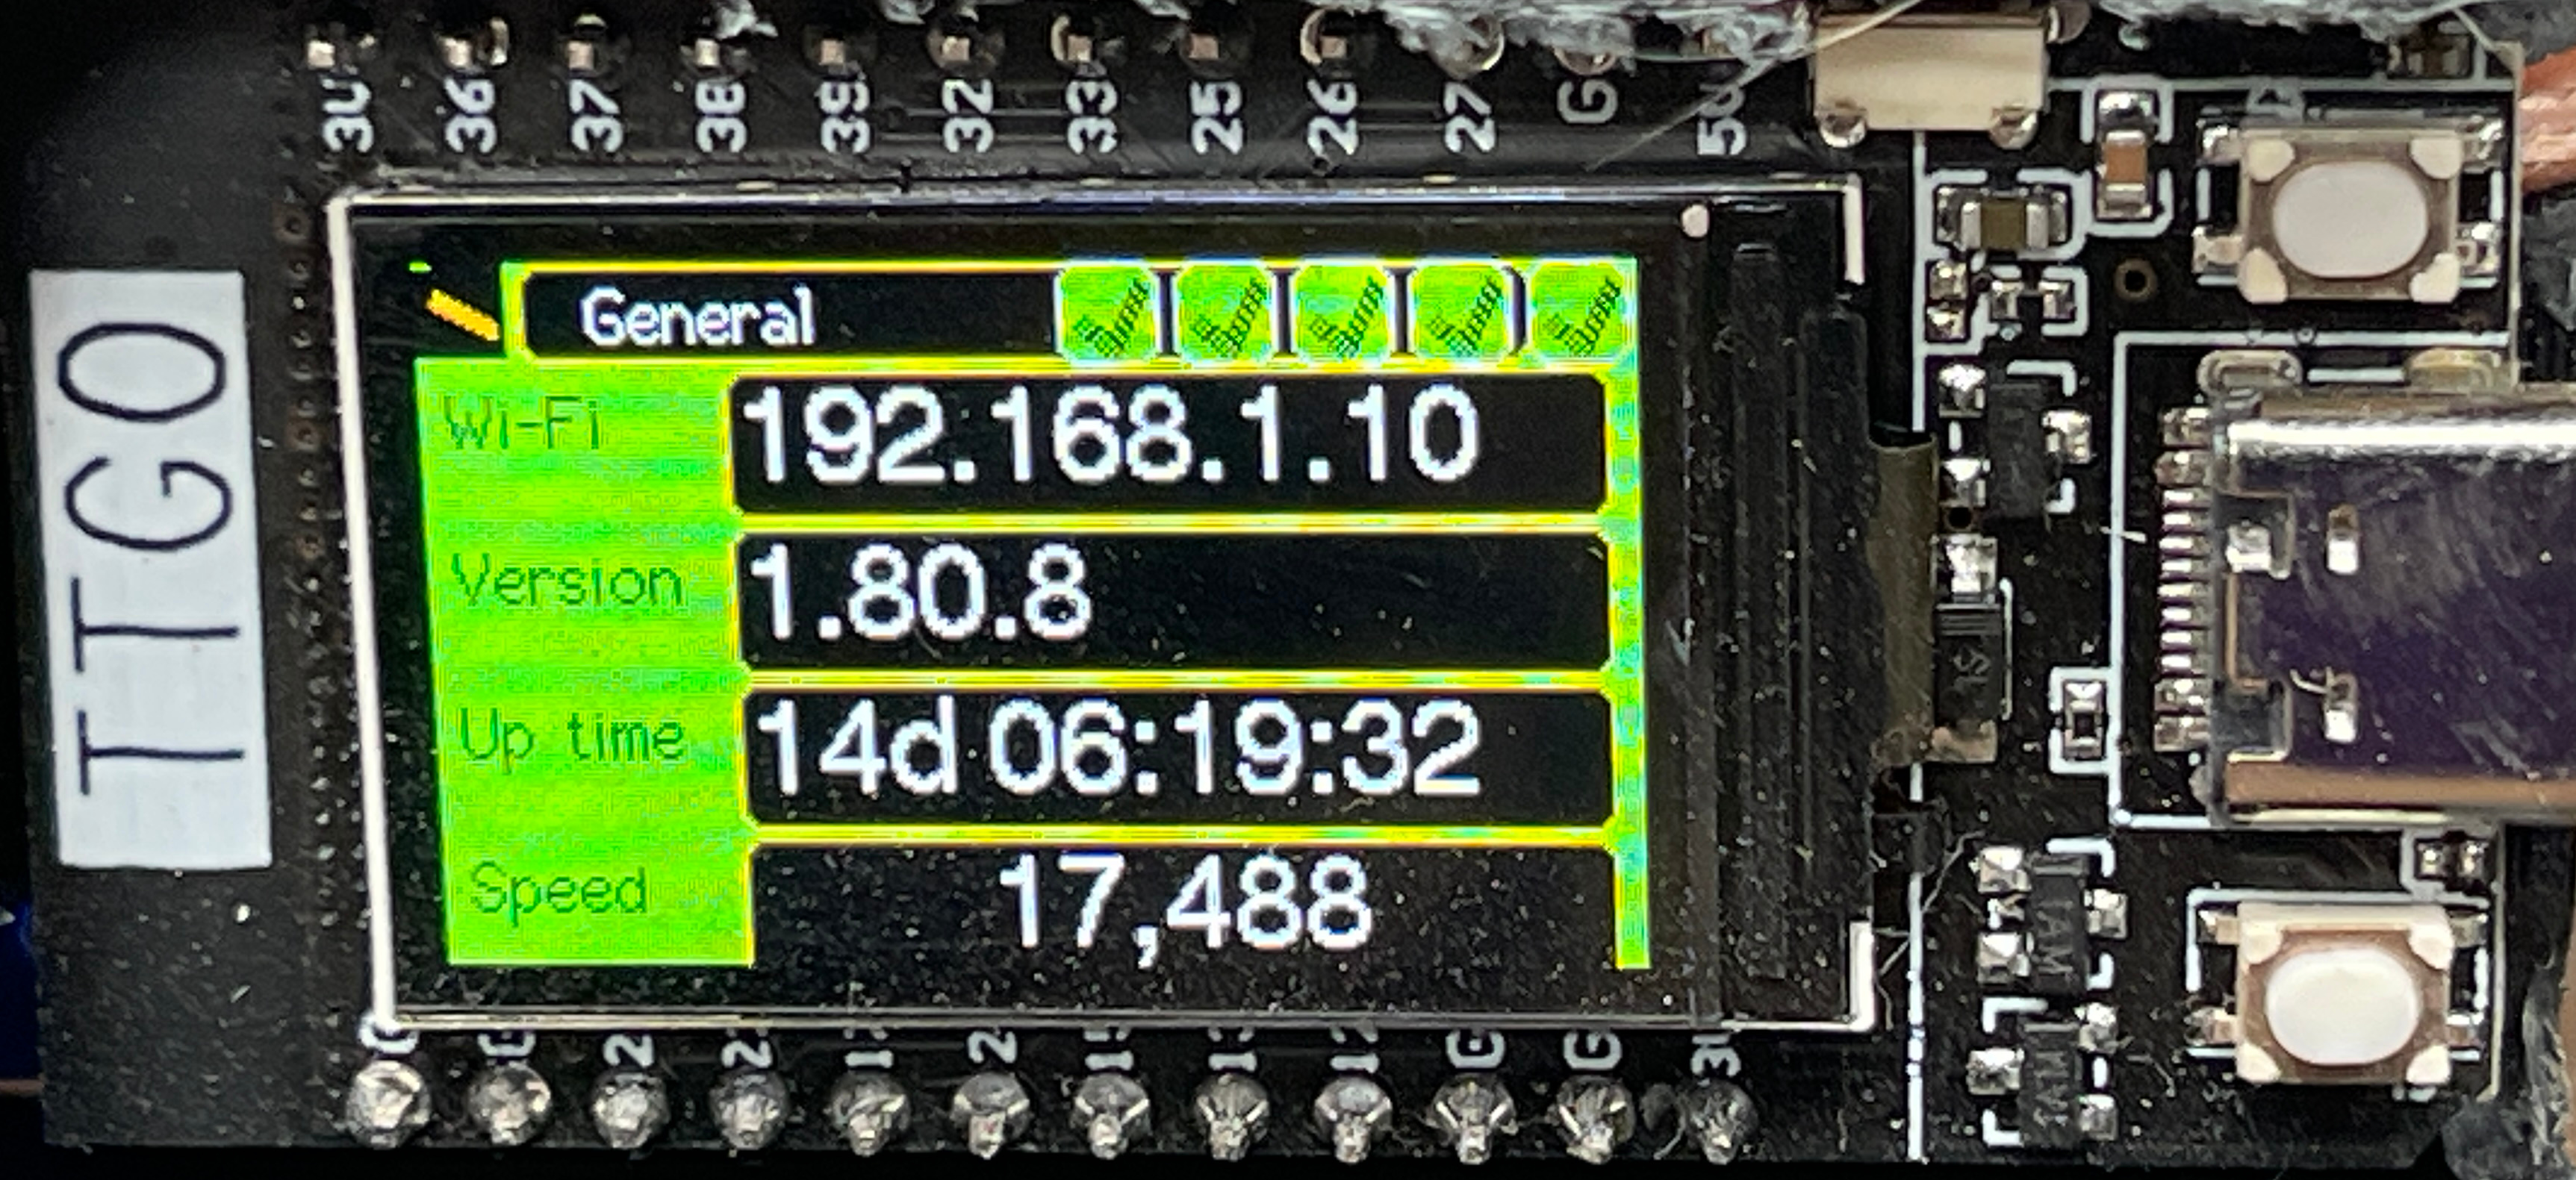 3V 36 37 38 39 32 33 25 26 27 G 5V
TTGO
General
Wi-Fi 192.168.1.10
Version 1.80.8
Up time 14d 06:19:32
Speed 17,488
G G